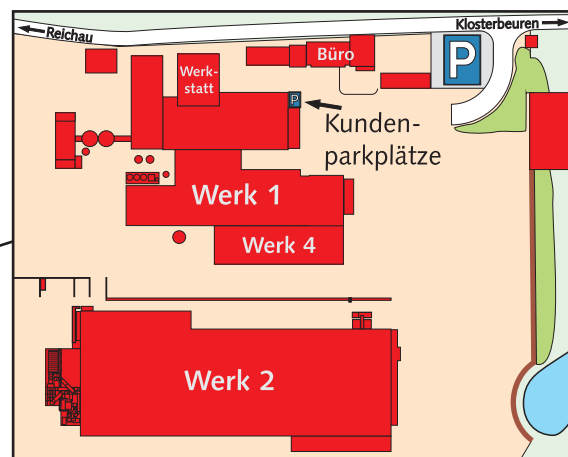 Reichau
Klosterbeuren
Büro
P
Werk-
statt
P
Kunden-
parkplätze
Werk 1
Werk 4
Werk 2